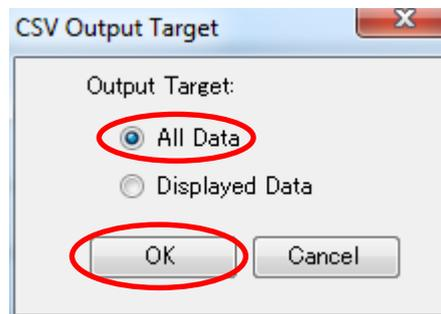 CSV Output Target
Output Target:
All Data
Displayed Data
OK Cancel